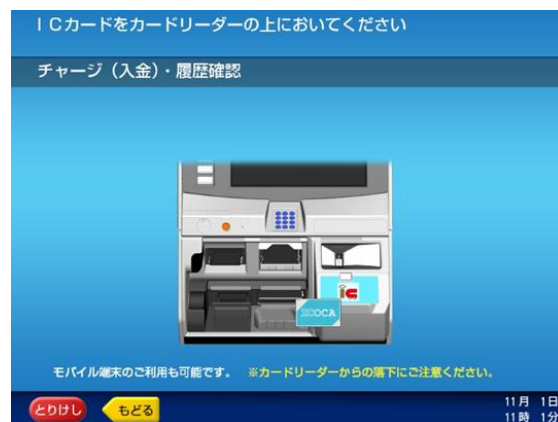 ICカードをカードリーダーの上においてください
チャージ（入金）・履歴確認
ic
ICOCA
モバイル端末のご利用も可能です。 ※カードリーダーからの落下にご注意ください。
とりけし もどる
11月 1日
11時 1分